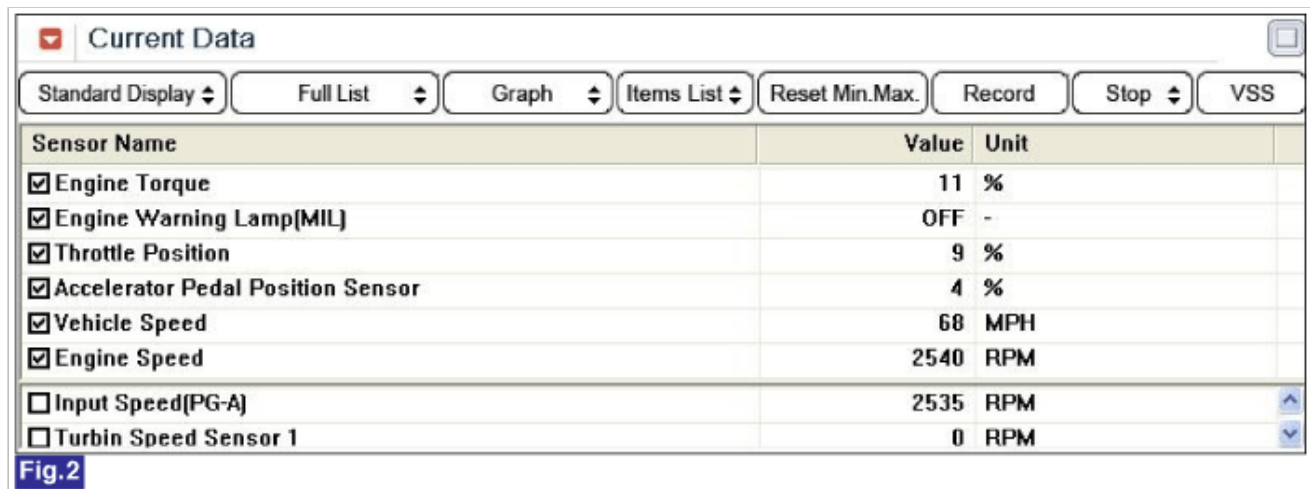 Current Data
Standard Display Full List Graph Items List Reset Min.Max. Record Stop VSS
Sensor Name Value Unit
Engine Torque 11 %
Engine Warning Lamp(MIL) OFF -
Throttle Position 9 %
Accelerator Pedal Position Sensor 4 %
Vehicle Speed 68 MPH
Engine Speed 2540 RPM
Input Speed(PG-A) 2535 RPM
Turbin Speed Sensor 1 0 RPM
Fig.2